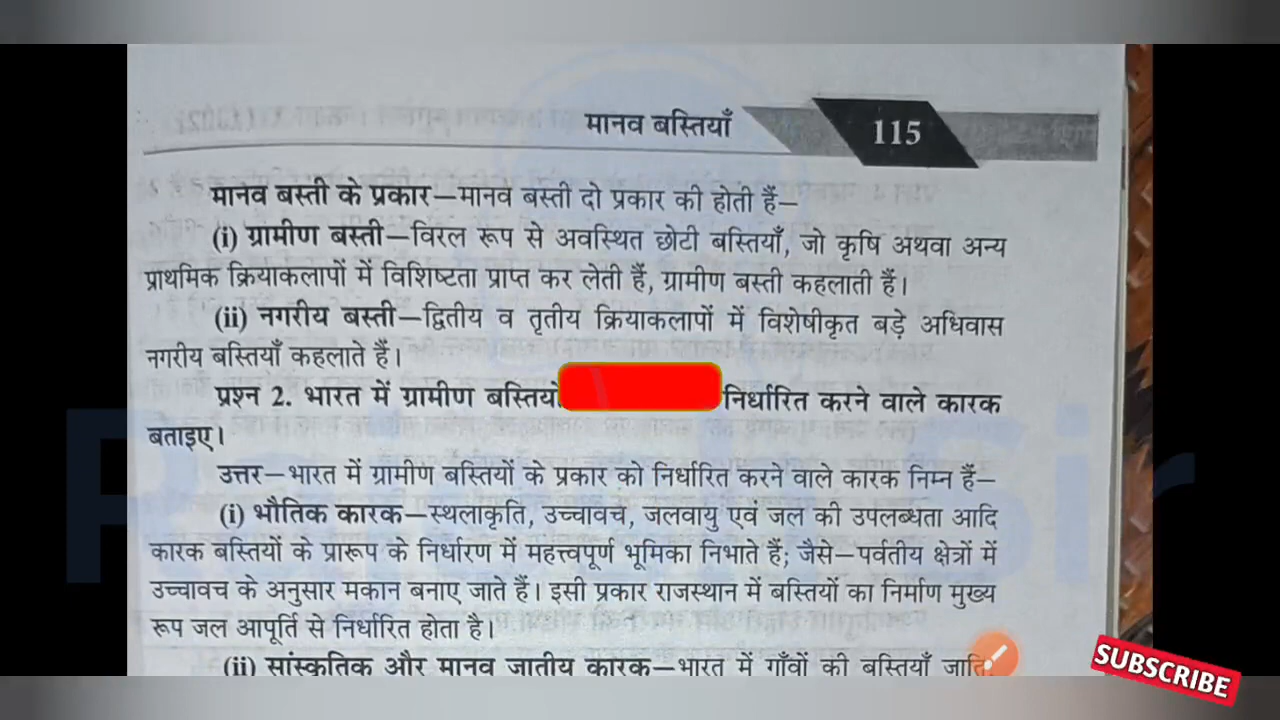 मानव बस्तियाँ 115
मानव बस्ती के प्रकार—मानव बस्ती दो प्रकार की होती हैं—
(i) ग्रामीण बस्ती—विरल रूप से अवस्थित छोटी बस्तियाँ, जो कृषि अथवा अन्य
प्राथमिक क्रियाकलापों में विशिष्टता प्राप्त कर लेती हैं, ग्रामीण बस्ती कहलाती हैं।
(ii) नगरीय बस्ती—द्वितीय व तृतीय क्रियाकलापों में विशेषीकृत बड़े अधिवास
नगरीय बस्तियाँ कहलाते हैं।
प्रश्न 2. भारत में ग्रामीण बस्तियों निर्धारित करने वाले कारक
बताइए।
उत्तर—भारत में ग्रामीण बस्तियों के प्रकार को निर्धारित करने वाले कारक निम्न हैं—
(i) भौतिक कारक—स्थलाकृति, उच्चावच, जलवायु एवं जल की उपलब्धता आदि
कारक बस्तियों के प्रारूप के निर्धारण में महत्त्वपूर्ण भूमिका निभाते हैं; जैसे—पर्वतीय क्षेत्रों में
उच्चावच के अनुसार मकान बनाए जाते हैं। इसी प्रकार राजस्थान में बस्तियों का निर्माण मुख्य
रूप जल आपूर्ति से निर्धारित होता है।
(ii) सांस्कृतिक और मानव जातीय कारक—भारत में गाँवों की बस्तियाँ जाति,
SUBSCRIBE